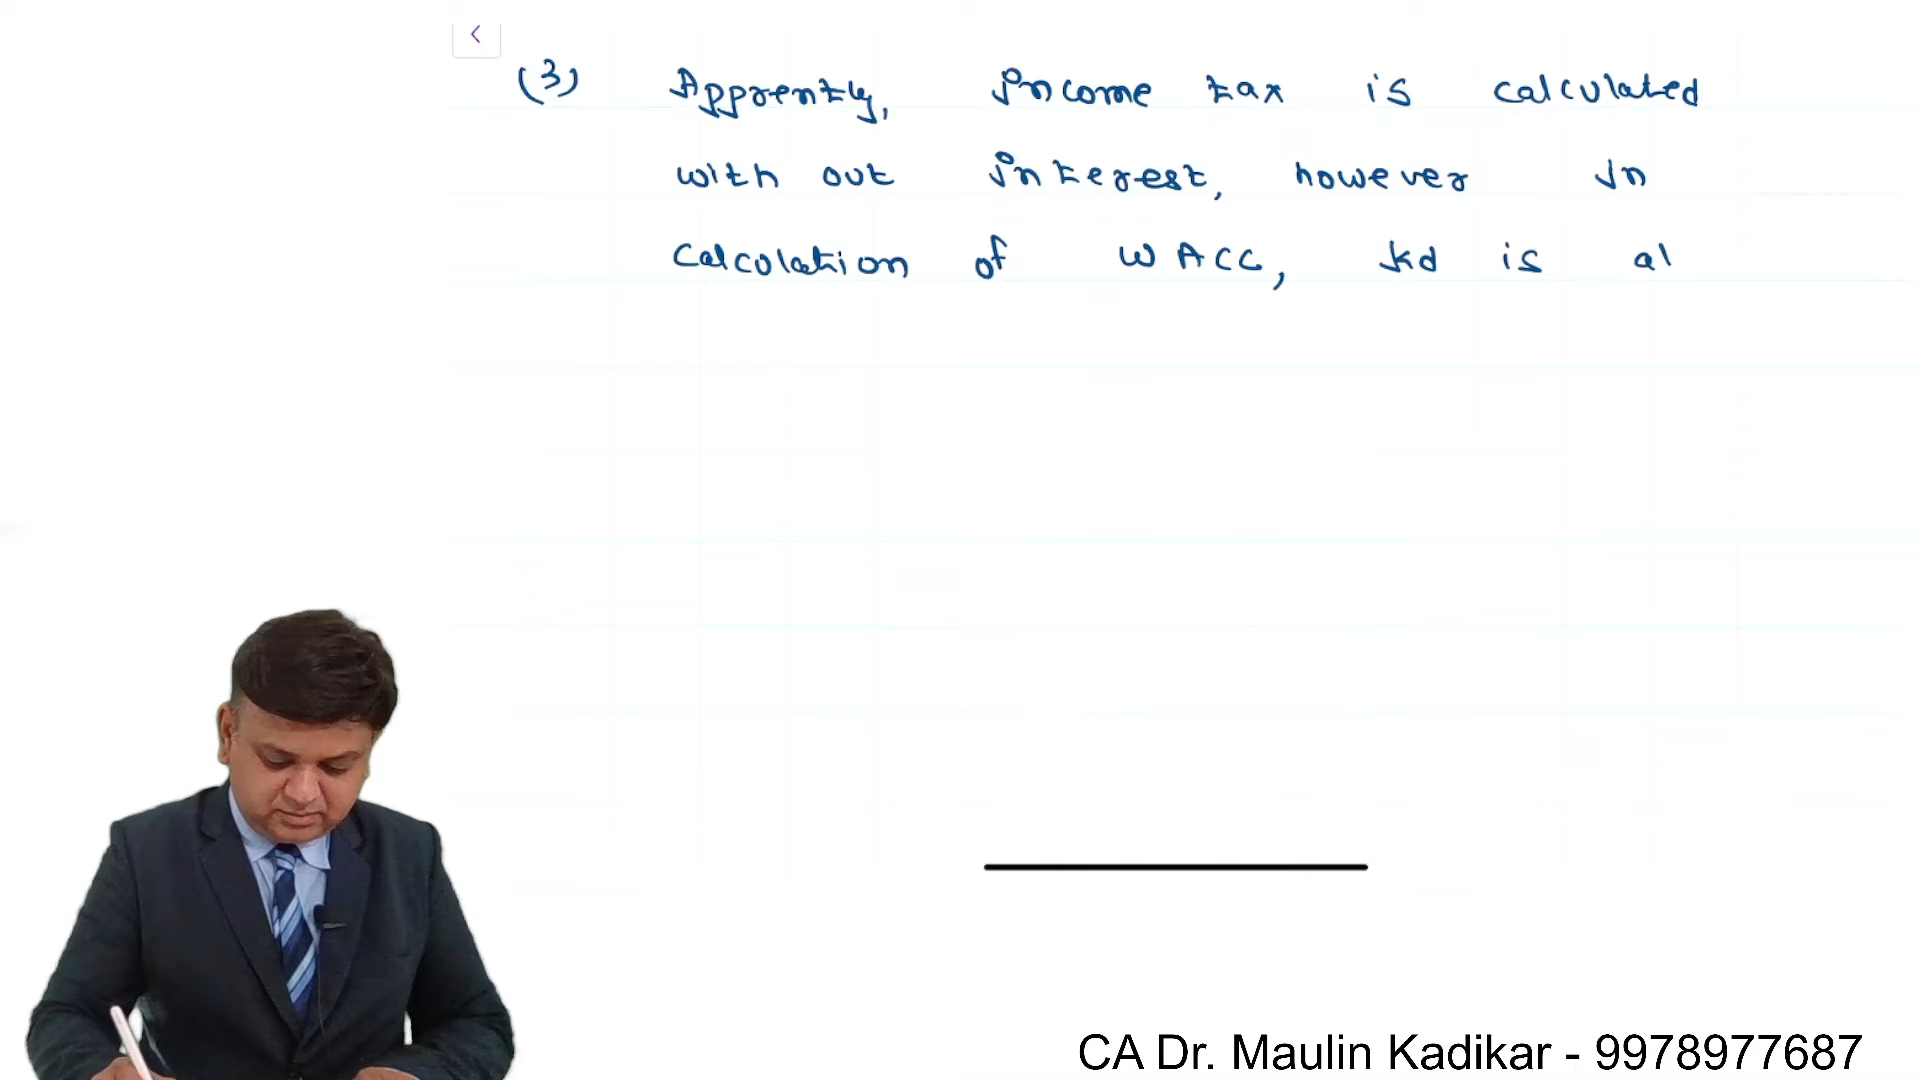 (3) Apprently, income tax is calculated
with out interest, however in
calculation of WACC, kd is al
CA Dr. Maulin Kadikar - 9978977687